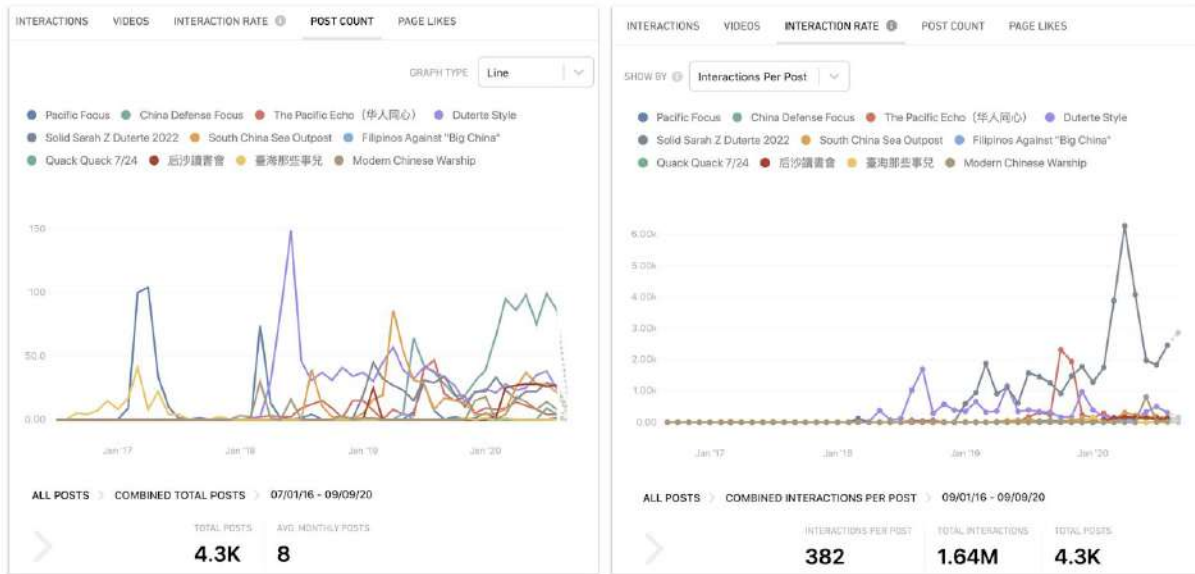 INTERACTIONS VIDEOS INTERACTION RATE POST COUNT PAGE LIKES
GRAPH TYPE Line
Pacific Focus China Defense Focus The Pacific Echo (华人同心) Duterte Style
Solid Sarah Z Duterte 2022 South China Sea Outpost Filipinos Against "Big China"
Quack Quack 7/24 后沙讀書會 臺海那些事兒 Modern Chinese Warship
150
100
50.0
0.00
Jan '17 Jan '18 Jan '19 Jan '20
ALL POSTS COMBINED TOTAL POSTS 07/01/16 - 09/09/20
TOTAL POSTS AVG. MONTHLY POSTS
4.3K 8
INTERACTIONS VIDEOS INTERACTION RATE POST COUNT PAGE LIKES
SHOW BY Interactions Per Post
Pacific Focus China Defense Focus The Pacific Echo (华人同心) Duterte Style
Solid Sarah Z Duterte 2022 South China Sea Outpost Filipinos Against "Big China"
Quack Quack 7/24 后沙讀書會 臺海那些事兒 Modern Chinese Warship
6.00k
5.00k
4.00k
3.00k
2.00k
1.00k
0.00
Jan '17 Jan '18 Jan '19 Jan '20
ALL POSTS COMBINED INTERACTIONS PER POST 09/01/16 - 09/09/20
INTERACTIONS PER POST TOTAL INTERACTIONS TOTAL POSTS
382 1.64M 4.3K